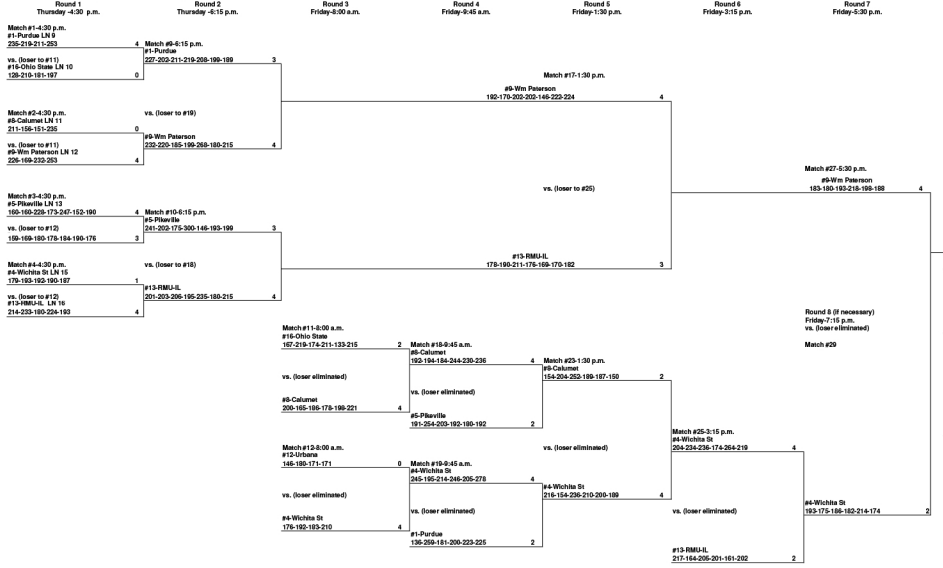 Round 1
Thursday -4:30 p.m.
Round 2
Thursday -6:15 p.m.
Round 3
Friday-8:00 a.m.
Round 4
Friday-9:45 a.m.
Round 5
Friday-1:30 p.m.
Round 6
Friday-3:15 p.m.
Round 7
Friday-5:30 p.m.
Match #1-4:30 p.m.
#1-Purdue LN 9
235-219-211-253 4
vs. (loser to #11)
#16-Ohio State LN 10
128-210-181-197 0
Match #2-4:30 p.m.
#8-Calumet LN 11
211-156-151-235 0
vs. (loser to #11)
#9-Wm Paterson LN 12
226-169-232-253 4
Match #3-4:30 p.m.
#5-Pikeville LN 13
160-160-228-173-247-152-190 4
vs. (loser to #12)
159-169-180-178-184-190-176 3
Match #4-4:30 p.m.
#4-Wichita St LN 15
179-193-192-190-187 1
vs. (loser to #12)
#13-RMU-IL LN 16
214-233-180-224-193 4
Match #9-6:15 p.m.
#1-Purdue
227-202-211-219-208-199-189 3
vs. (loser to #19)
#9-Wm Paterson
232-220-185-199-268-180-215 4
Match #10-6:15 p.m.
#5-Pikeville
241-202-175-300-146-193-199 3
vs. (loser to #18)
#13-RMU-IL
201-203-206-195-235-180-215 4
Match #11-8:00 a.m.
#16-Ohio State
167-219-174-211-133-215 2
vs. (loser eliminated)
#8-Calumet
200-165-186-178-198-221 4
Match #12-8:00 a.m.
#12-Urbana
146-180-171-171 0
vs. (loser eliminated)
#4-Wichita St
176-192-183-210 4
Match #18-9:45 a.m.
#8-Calumet
192-194-184-244-230-236 4
vs. (loser eliminated)
#5-Pikeville
191-254-203-192-180-192 2
Match #19-9:45 a.m.
#4-Wichita St
245-195-214-246-205-278 4
vs. (loser eliminated)
#1-Purdue
136-259-181-200-223-225 2
Match #17-1:30 p.m.
#9-Wm Paterson
192-170-202-202-146-222-224 4
vs. (loser to #25)
#13-RMU-IL
178-190-211-176-169-170-182 3
Match #23-1:30 p.m.
#8-Calumet
154-204-252-189-187-150 2
vs. (loser eliminated)
#4-Wichita St
216-154-236-210-200-189 4
Match #25-3:15 p.m.
#4-Wichita St
204-234-236-174-264-219 4
vs. (loser eliminated)
#13-RMU-IL
217-164-205-201-161-202 2
Match #27-5:30 p.m.
#9-Wm Paterson
183-180-193-218-198-188 4
Round 8 (if necessary)
Friday-7:15 p.m.
vs. (loser eliminated)
Match #29
#4-Wichita St
193-175-186-182-214-174 2